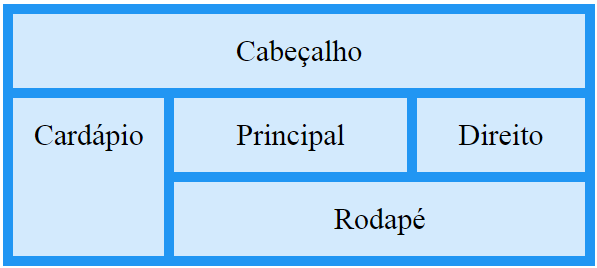 Cabeçalho
Cardápio
Principal
Direito
Rodapé